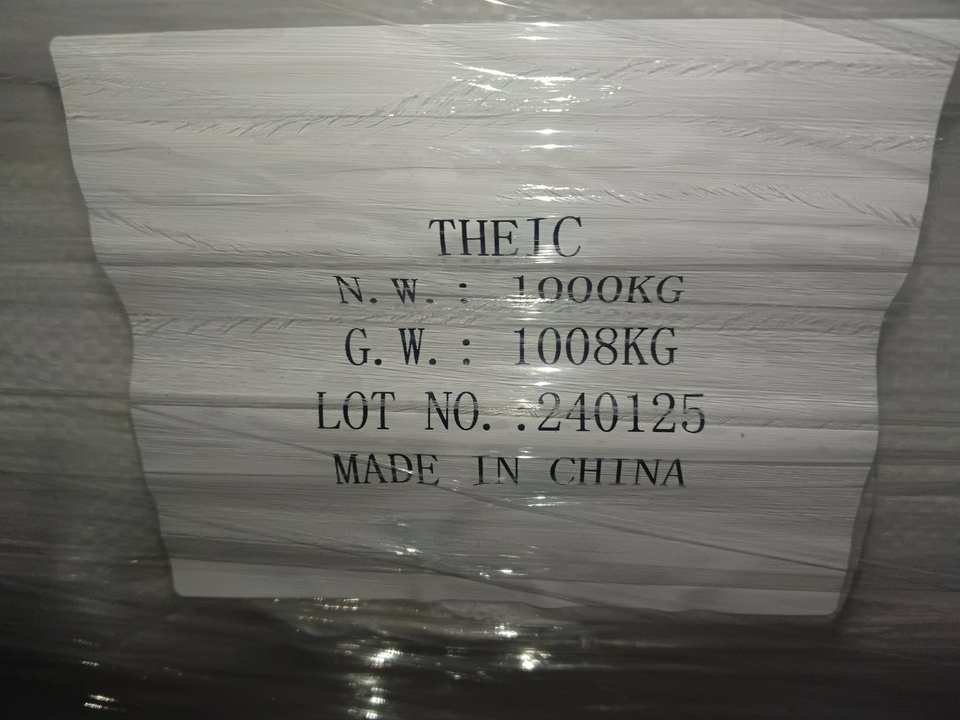 THEIC
N.W.: 1000KG
G.W.: 1008KG
LOT NO.:240125
MADE IN CHINA